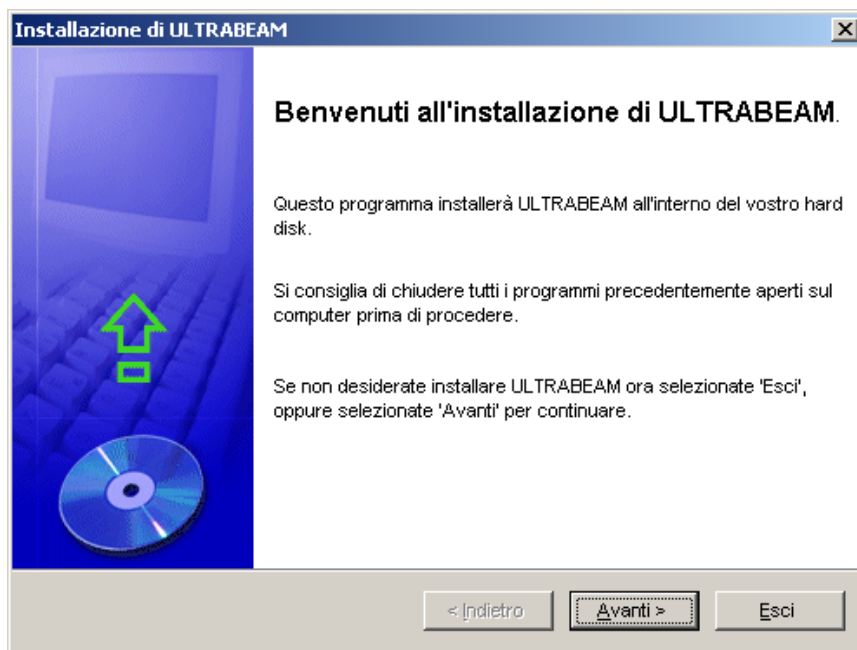 Installazione di ULTRABEAM
Benvenuti all'installazione di ULTRABEAM.
Questo programma installerà ULTRABEAM all'interno del vostro hard
disk.
Si consiglia di chiudere tutti i programmi precedentemente aperti sul
computer prima di procedere.
Se non desiderate installare ULTRABEAM ora selezionate 'Esci',
oppure selezionate 'Avanti' per continuare.
< Indietro
Avanti >
Esci